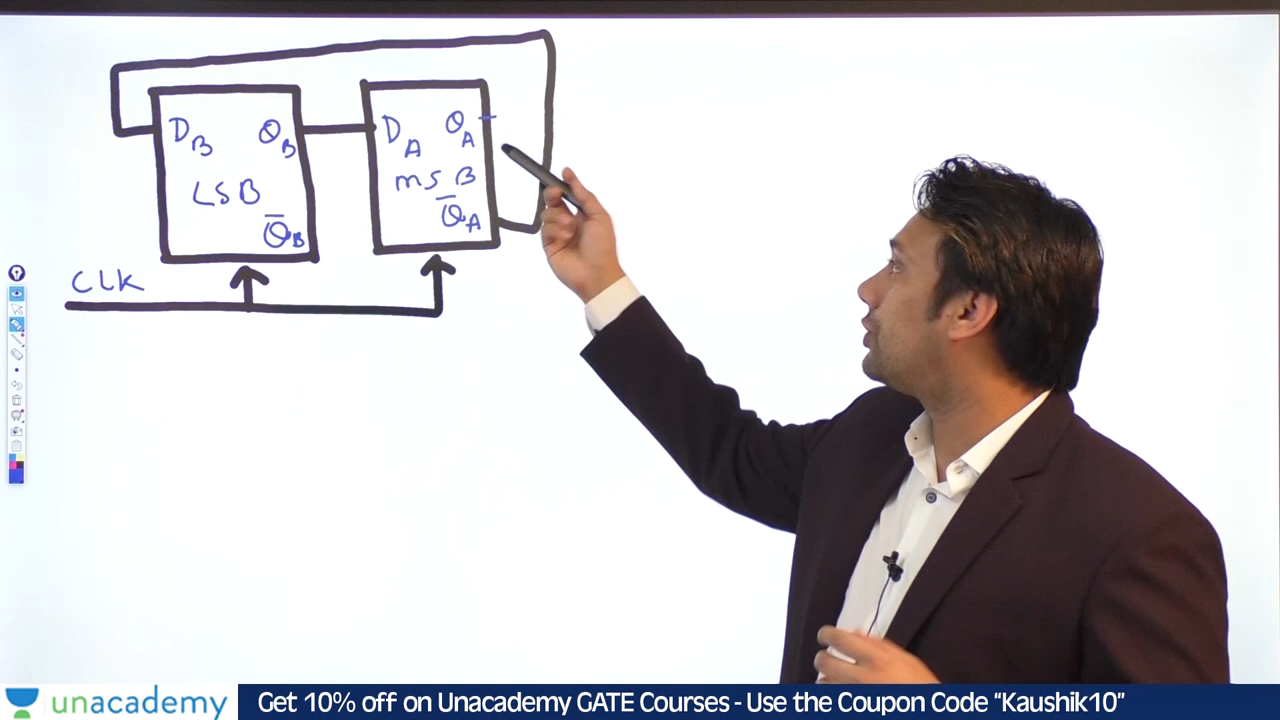 D_B Q_B D_A Q_A
LSB MSB
Q̅_B Q̅_A
CLK
unacademy Get 10% off on Unacademy GATE Courses - Use the Coupon Code “Kaushik10”